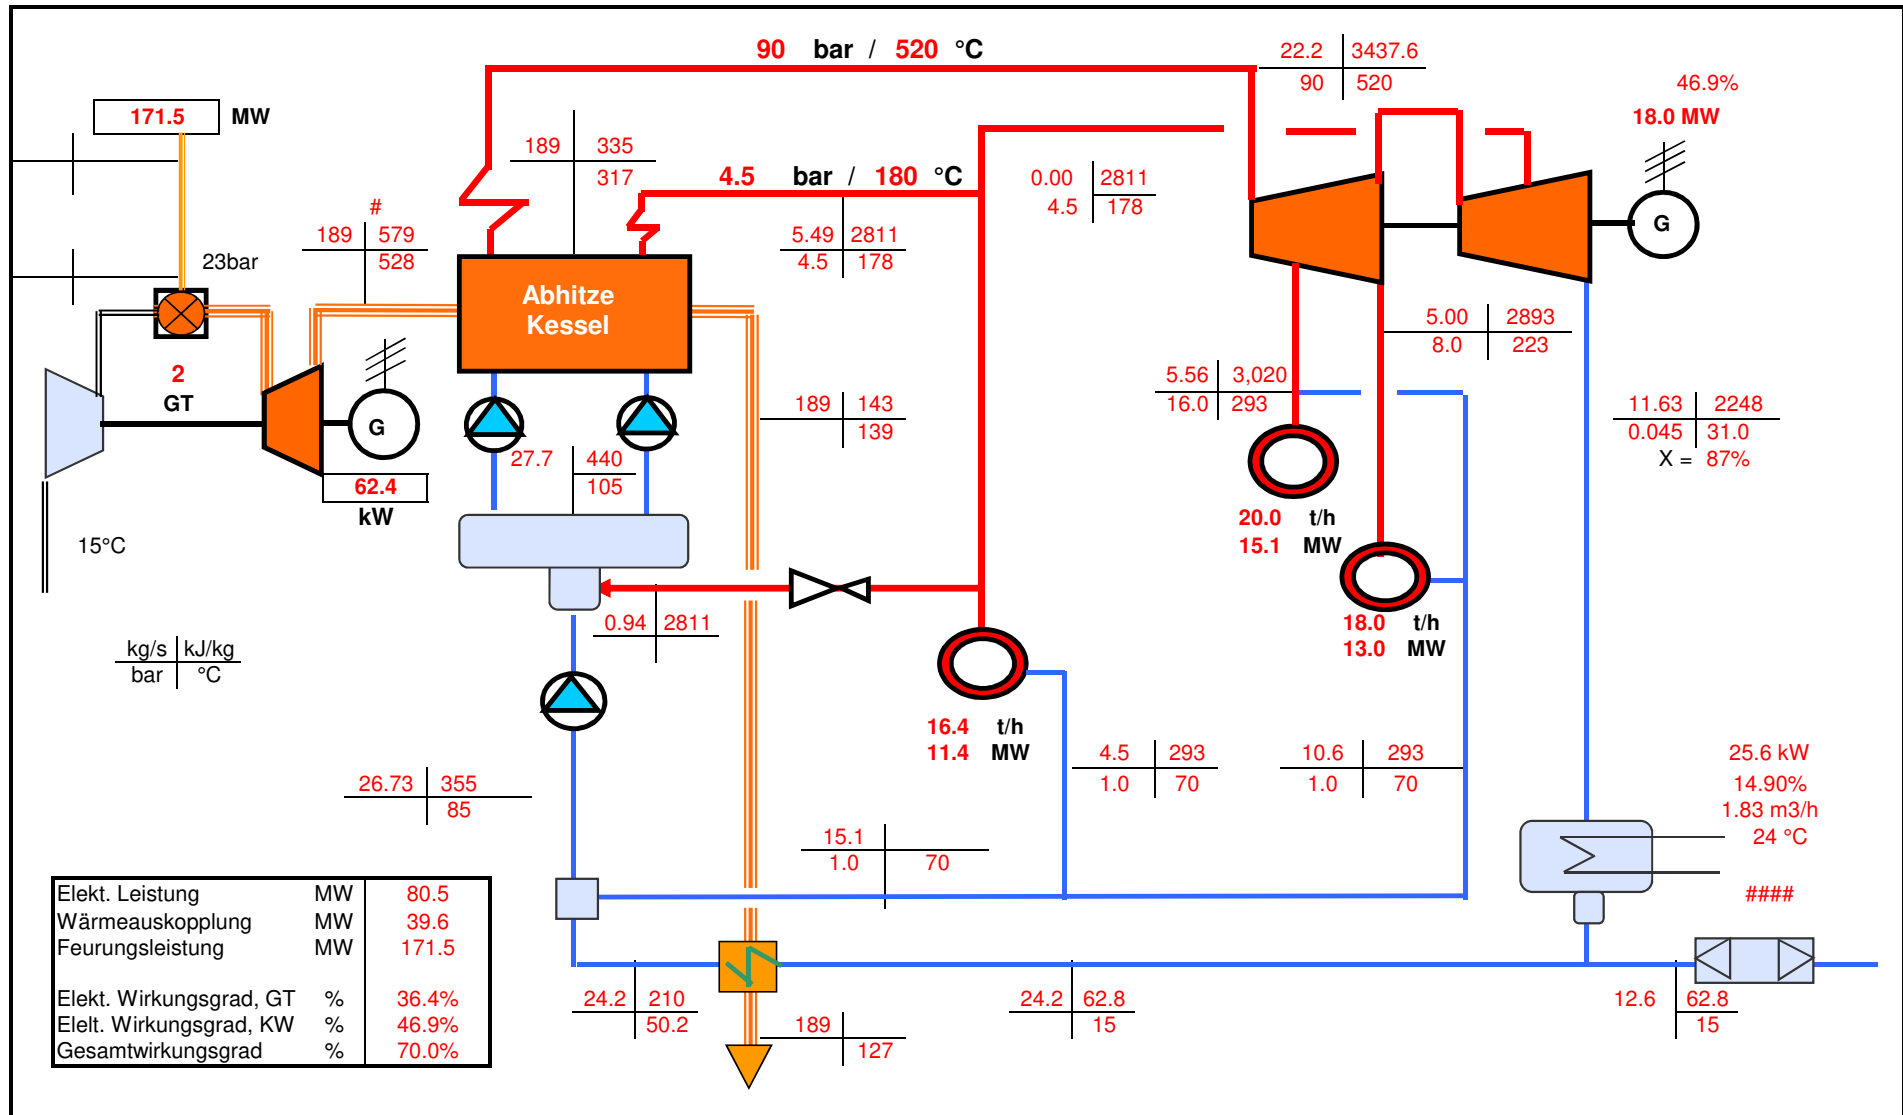 90 bar / 520 °C
22.2 3437.6
90 520
46.9%
18.0 MW
171.5 MW
189 335
317
4.5 bar / 180 °C
0.00 2811
4.5 178
#
189 579
528
23bar
5.49 2811
4.5 178
G
Abhitze
Kessel
5.00 2893
8.0 223
2
GT
G
5.56 3,020
16.0 293
189 143
139
11.63 2248
0.045 31.0
X = 87%
27.7 440
105
62.4
kW
20.0 t/h
15.1 MW
15°C
0.94 2811
18.0 t/h
13.0 MW
kg/s kJ/kg
bar °C
16.4 t/h
11.4 MW
4.5 293
1.0 70
10.6 293
1.0 70
25.6 kW
14.90%
1.83 m3/h
24 °C
26.73 355
85
15.1
1.0 70
####
Elekt. Leistung MW 80.5
Wärmeauskopplung MW 39.6
Feurungsleistung MW 171.5
Elekt. Wirkungsgrad, GT % 36.4%
Elelt. Wirkungsgrad, KW % 46.9%
Gesamtwirkungsgrad % 70.0%
24.2 210
50.2
24.2 62.8
15
12.6 62.8
15
189
127